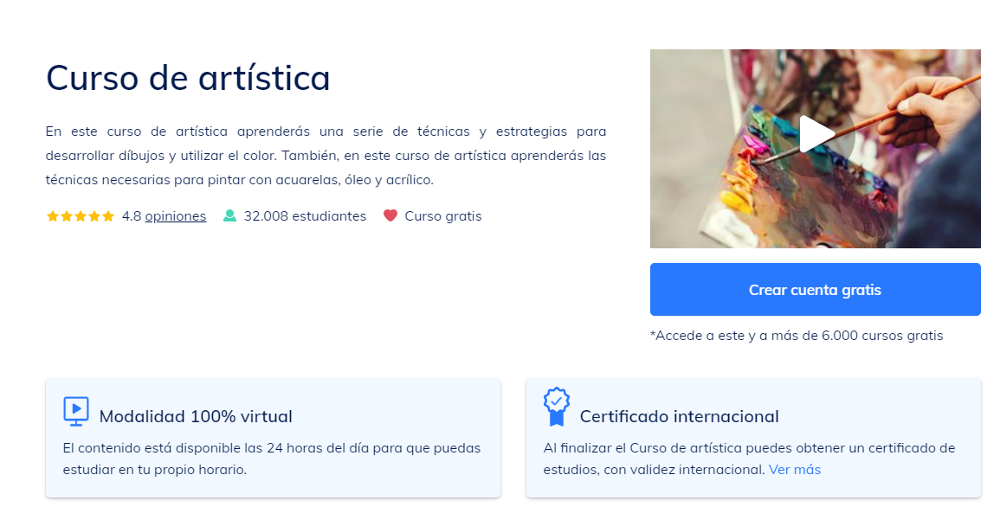 Curso de artística
En este curso de artística aprenderás una serie de técnicas y estrategias para
desarrollar díbujos y utilizar el color. También, en este curso de artística aprenderás las
técnicas necesarias para pintar con acuarelas, óleo y acrílico.
4.8 opiniones 32.008 estudiantes Curso gratis
Crear cuenta gratis
*Accede a este y a más de 6.000 cursos gratis
Modalidad 100% virtual
El contenido está disponible las 24 horas del día para que puedas
estudiar en tu propio horario.
Certificado internacional
Al finalizar el Curso de artística puedes obtener un certificado de
estudios, con validez internacional. Ver más